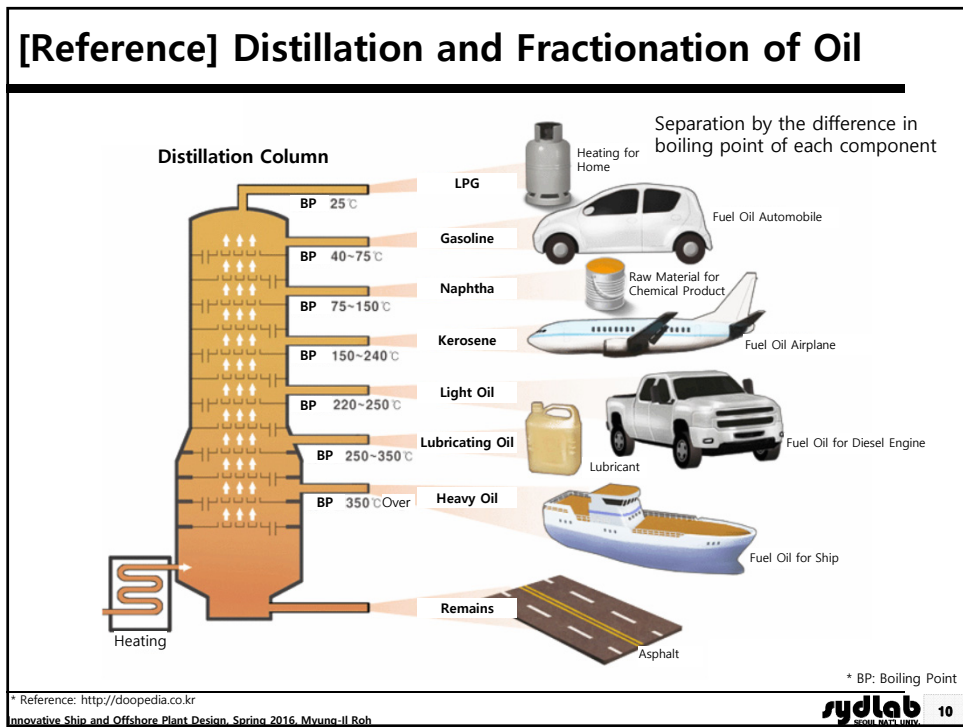 [Reference] Distillation and Fractionation of Oil
Separation by the difference in
boiling point of each component
Distillation Column
LPG
Heating for
Home
BP 25℃
Gasoline
Fuel Oil Automobile
BP 40~75℃
Naphtha
Raw Material for
Chemical Product
BP 75~150℃
Kerosene
Fuel Oil Airplane
BP 150~240℃
Light Oil
Fuel Oil for Diesel Engine
BP 220~250℃
Lubricating Oil
Lubricant
BP 250~350℃
Heavy Oil
BP 350℃Over
Fuel Oil for Ship
Remains
Heating
Asphalt
* BP: Boiling Point
* Reference: http://doopedia.co.kr
Innovative Ship and Offshore Plant Design, Spring 2016, Myung-Il Roh
sydlab
SEOUL NAT'L UNIV.
10